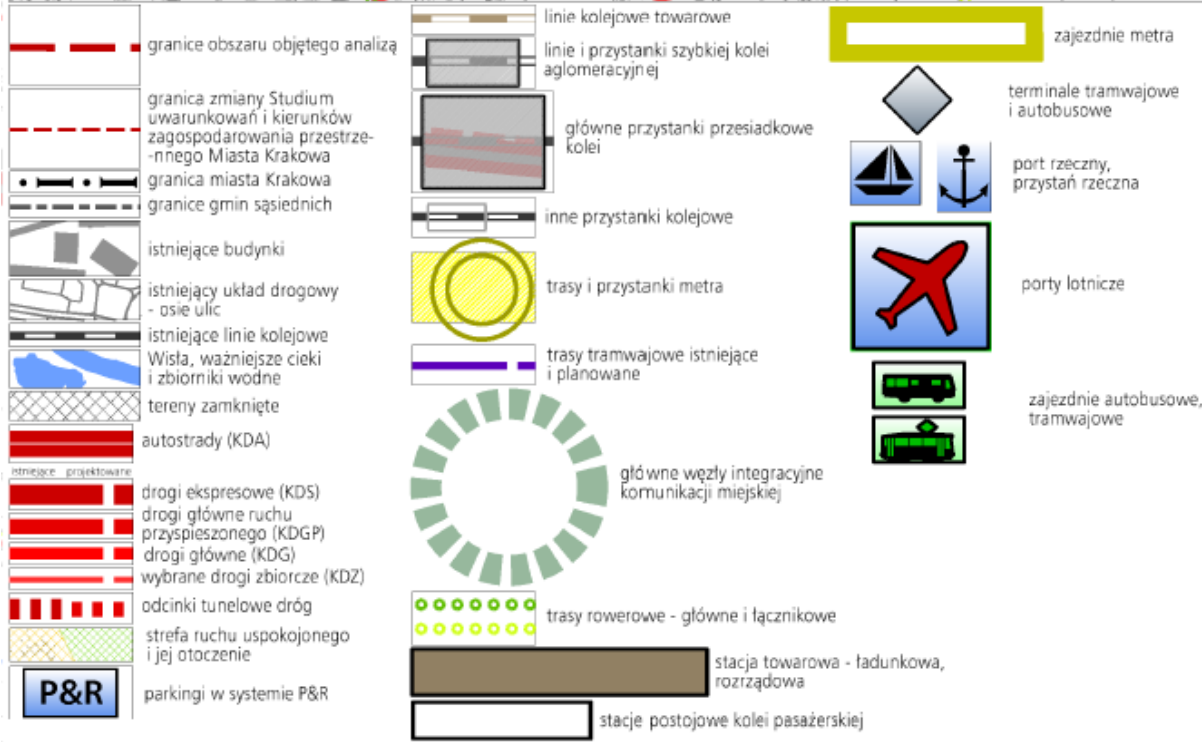 granice obszaru objętego analizą
granica zmiany Studium
uwarunkowań i kierunków
zagospodarowania przestrze-
-nnego Miasta Krakowa
granica miasta Krakowa
granice gmin sąsiednich
istniejące budynki
istniejący układ drogowy
- osie ulic
istniejące linie kolejowe
Wisła, ważniejsze cieki
i zbiorniki wodne
tereny zamknięte
autostrady (KDA)
istniejące projektowane
drogi ekspresowe (KDS)
drogi główne ruchu
przyspieszonego (KDGP)
drogi główne (KDG)
wybrane drogi zbiorcze (KDZ)
odcinki tunelowe dróg
strefa ruchu uspokojonego
i jej otoczenie
P&R
parkingi w systemie P&R
linie kolejowe towarowe
linie i przystanki szybkiej kolei
aglomeracyjnej
główne przystanki przesiadkowe
kolei
inne przystanki kolejowe
trasy i przystanki metra
trasy tramwajowe istniejące
i planowane
główne węzły integracyjne
komunikacji miejskiej
trasy rowerowe - główne i łącznikowe
stacja towarowa - ładunkowa,
rozrządowa
stacje postojowe kolei pasażerskiej
zajezdnie metra
terminale tramwajowe
i autobusowe
port rzeczny,
przystań rzeczna
porty lotnicze
zajezdnie autobusowe,
tramwajowe